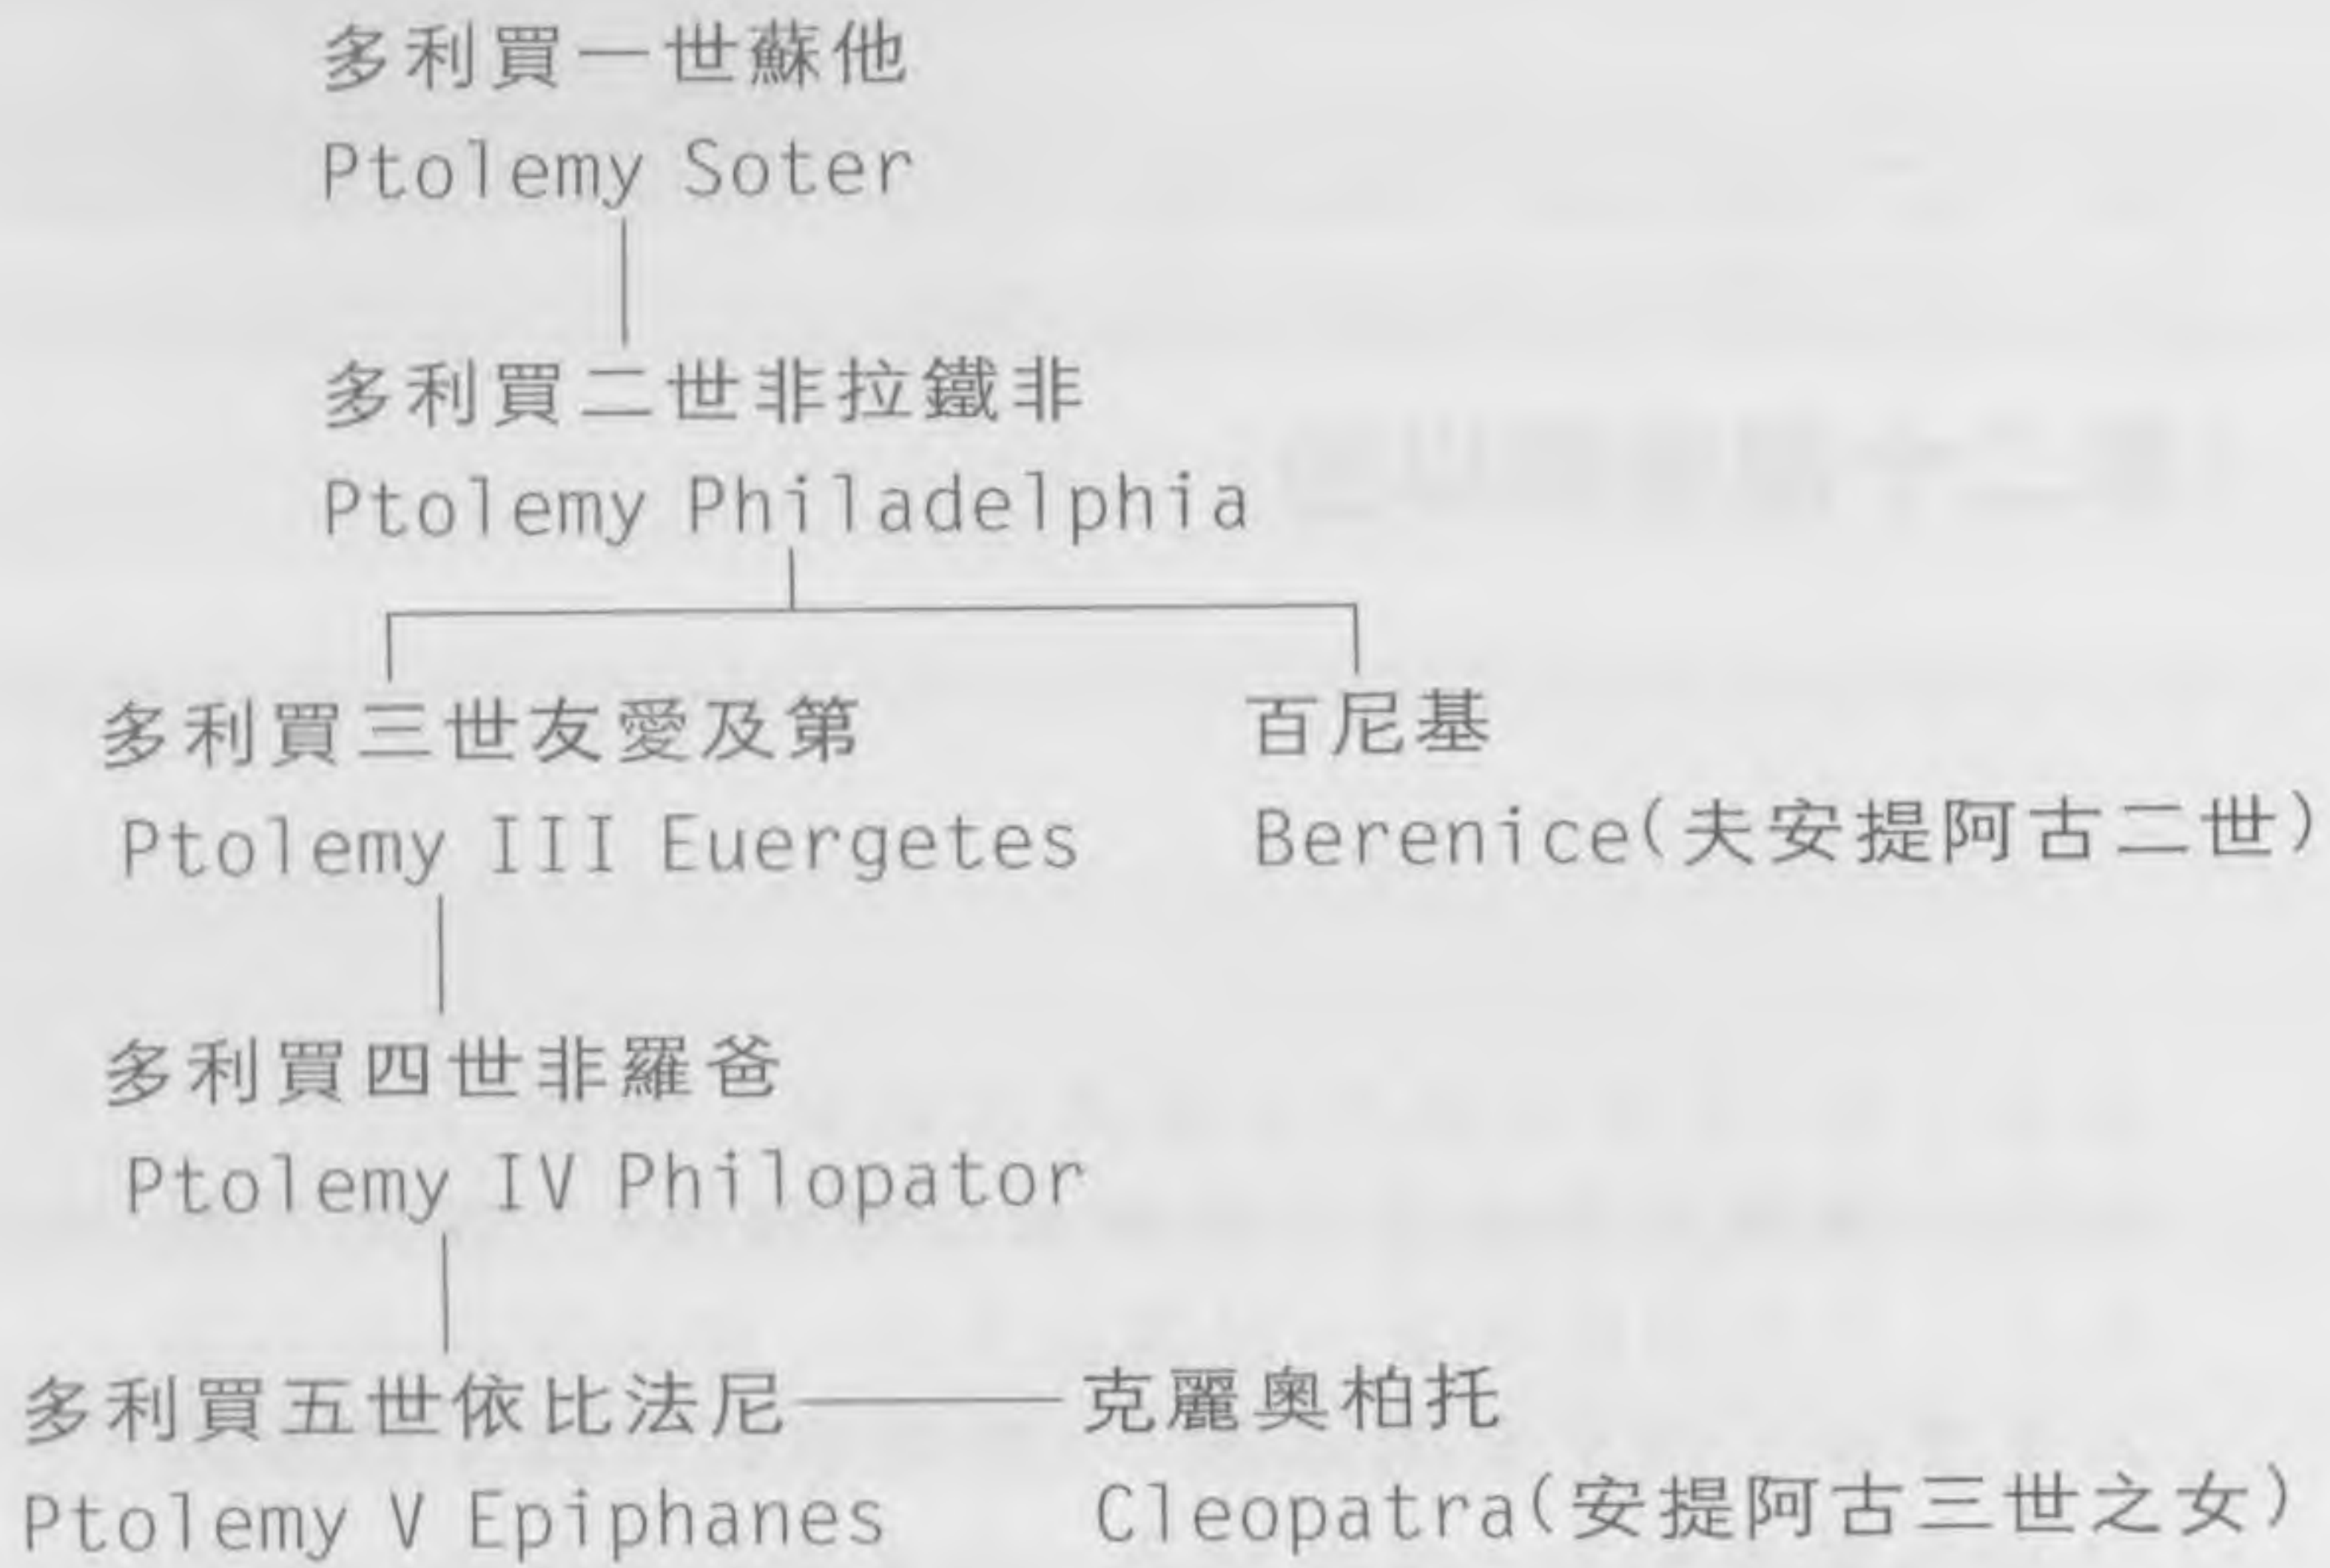 多利買一世蘇他
Ptolemy Soter
多利買二世非拉鐵非
Ptolemy Philadelphia
多利買三世友愛及第
Ptolemy III Euergetes
百尼基
Berenice(夫安提阿古二世)
多利買四世非羅爸
Ptolemy IV Philopator
多利買五世依比法尼
Ptolemy V Epiphanes
克麗奧柏托
Cleopatra(安提阿古三世之女)